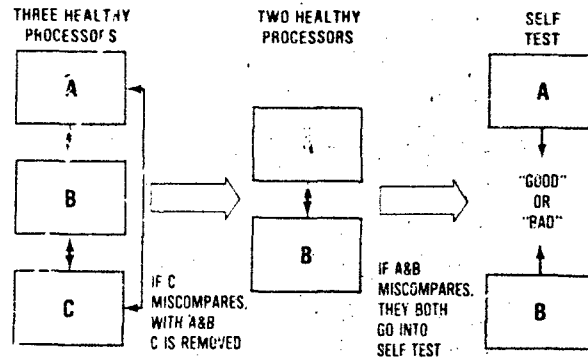 THREE HEALTHY
PROCESSORS
A
B
C
IF C
MISCOMPARES,
WITH A&B
C IS REMOVED
TWO HEALTHY
PROCESSORS
B
IF A&B
MISCOMPARES,
THEY BOTH
GO INTO
SELF TEST
SELF
TEST
A
"GOOD"
OR
"BAD"
B